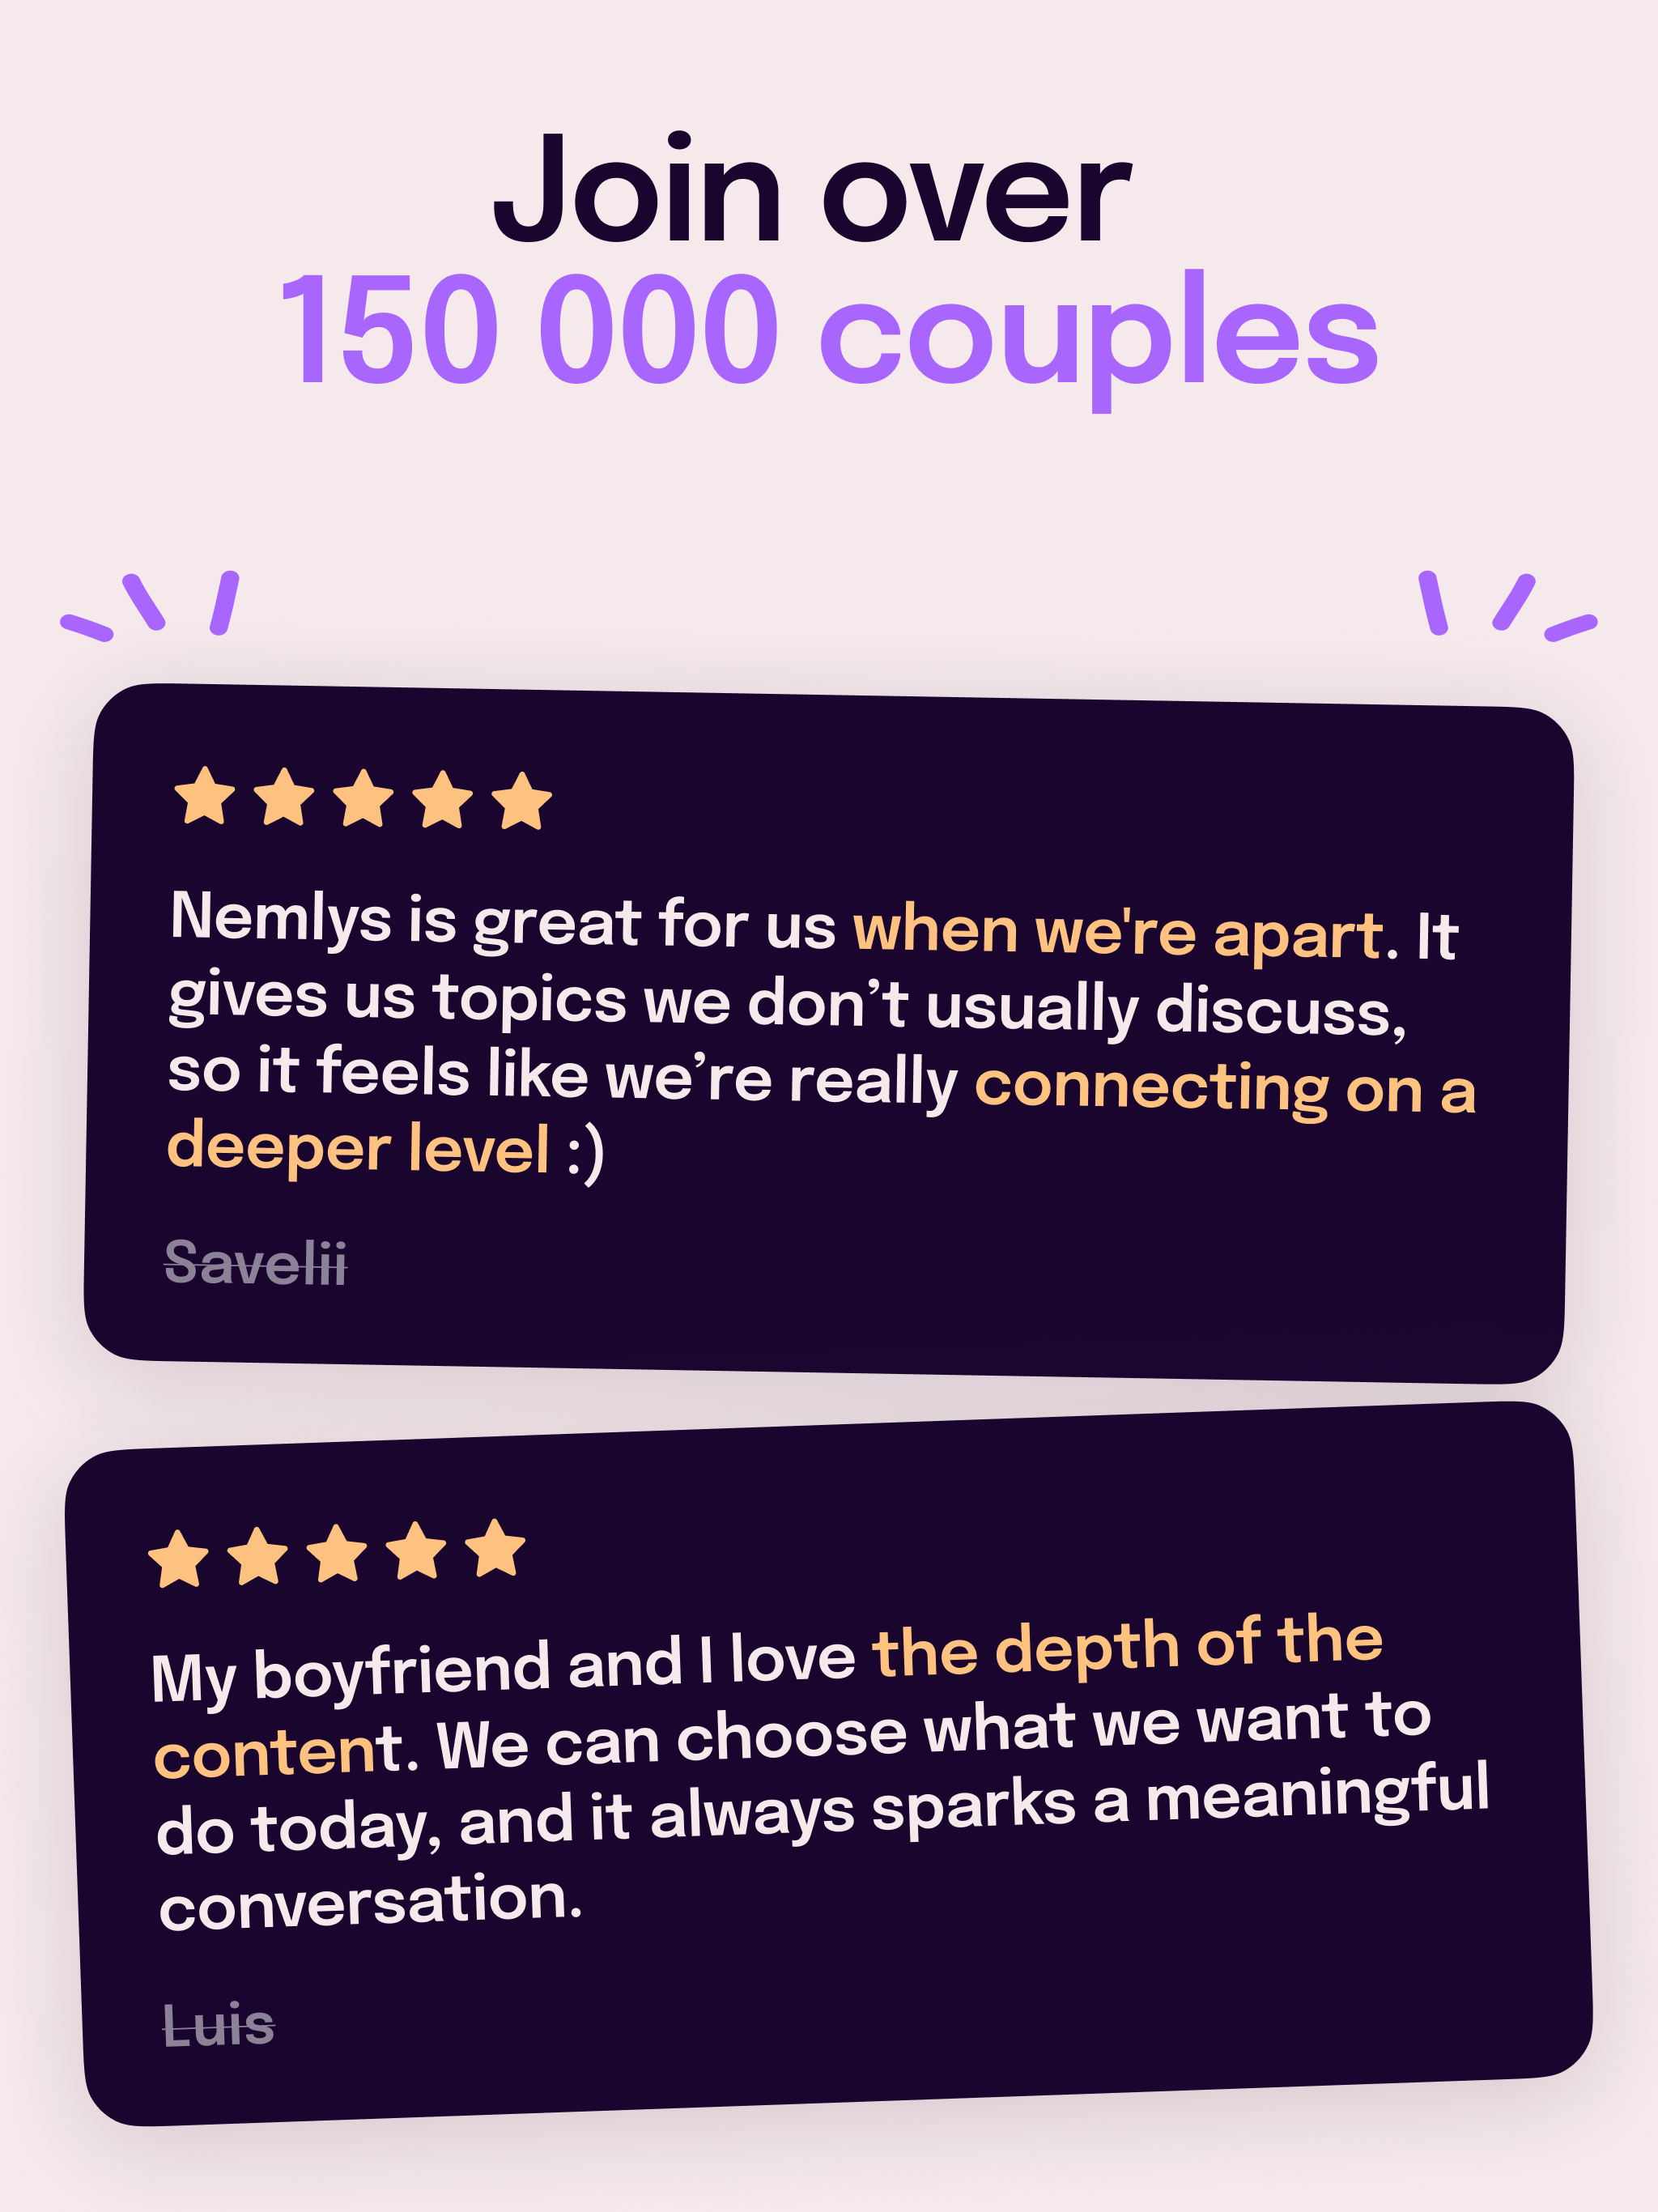 Join over
150 000 couples
Nemlys is great for us when we're apart. It
gives us topics we don’t usually discuss,
so it feels like we’re really connecting on a
deeper level :)
Savelii
My boyfriend and I love the depth of the
content. We can choose what we want to
do today, and it always sparks a meaningful
conversation.
Luis